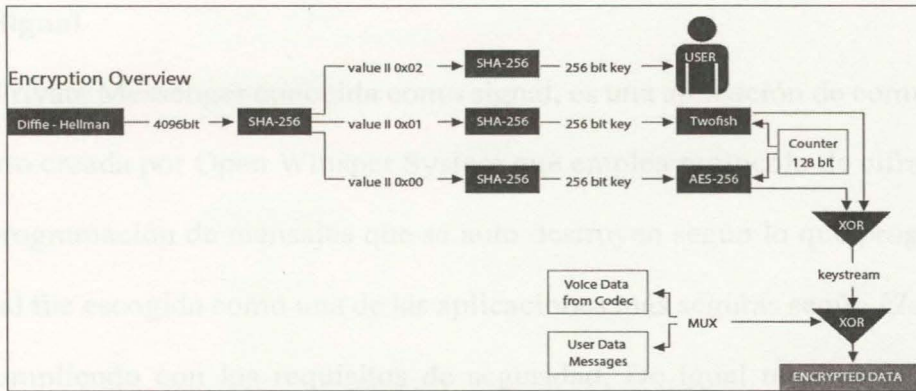 Encryption Overview
Diffie - Hellman
4096bit
SHA-256
value II 0x02
SHA-256
256 bit key
USER
value II 0x01
SHA-256
256 bit key
Twofish
value II 0x00
SHA-256
256 bit key
AES-256
Counter
128 bit
XOR
keystream
Voice Data
from Codec
MUX
User Data
Messages
XOR
ENCRYPTED DATA